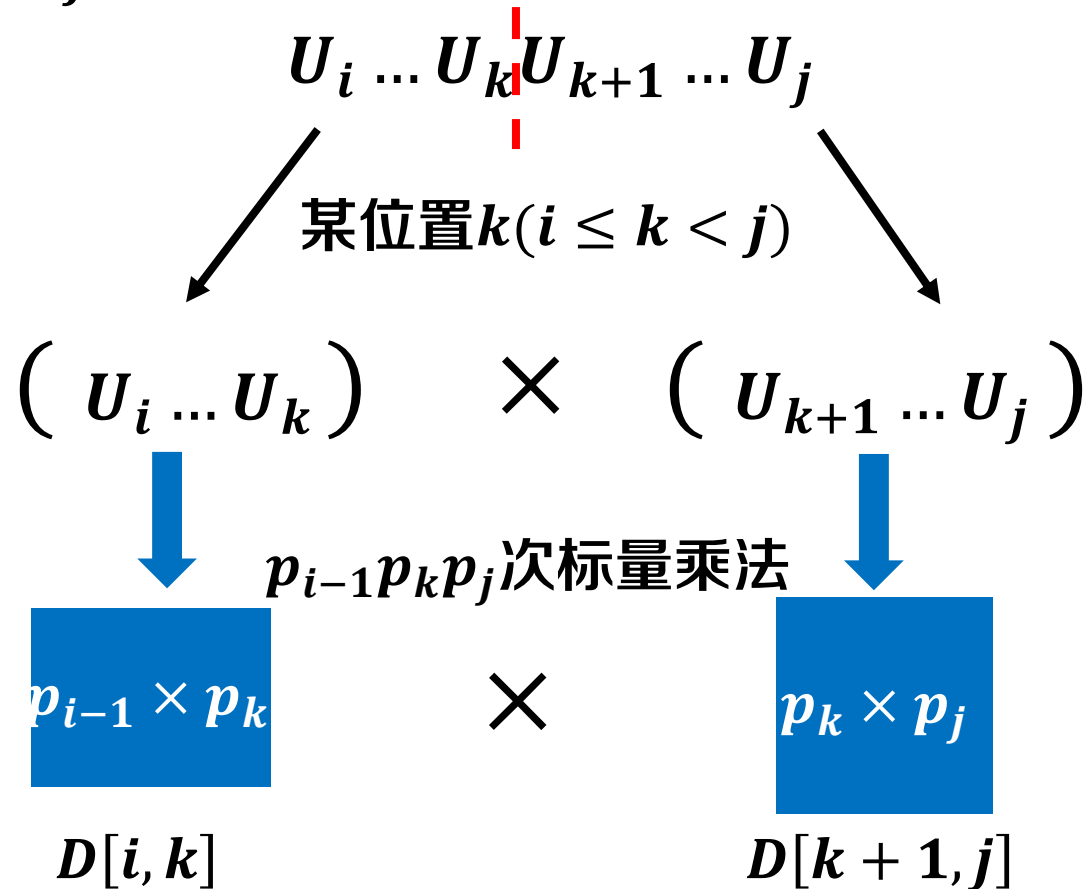 U_i … U_k U_{k+1} … U_j
某位置k(i ≤ k < j)
( U_i … U_k ) × ( U_{k+1} … U_j )
p_{i−1}p_kp_j次标量乘法
p_{i−1} × p_k × p_k × p_j
D[i, k] D[k + 1, j]